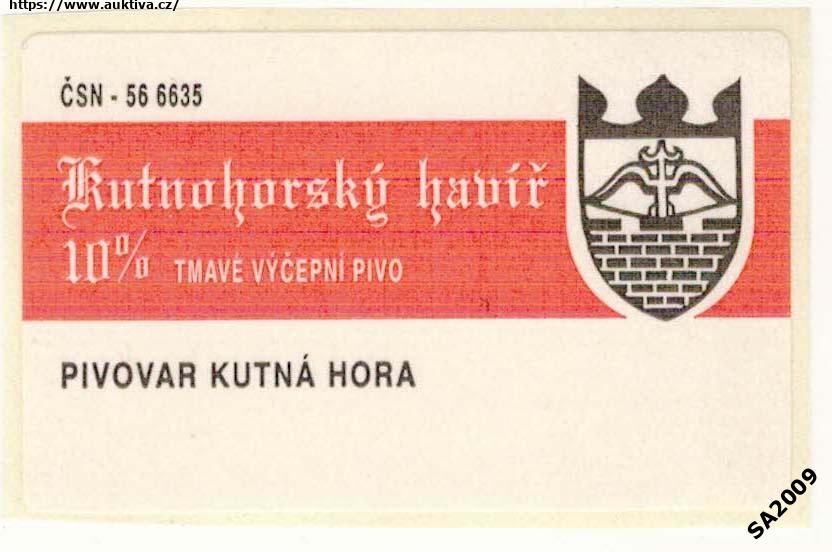 https://www.auktiva.cz/
ČSN - 56 6635
Kutnohorský havíř
10% TMAVÉ VÝČEPNÍ PIVO
PIVOVAR KUTNÁ HORA
SA2009